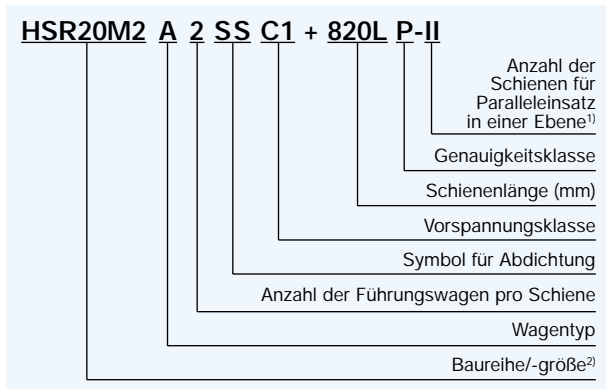 HSR20M2 A 2 SS C1 + 820L P-II
Anzahl der
Schienen für
Paralleleinsatz
in einer Ebene1)
Genauigkeitsklasse
Schienenlänge (mm)
Vorspannungsklasse
Symbol für Abdichtung
Anzahl der Führungswagen pro Schiene
Wagentyp
Baureihe/-größe2)